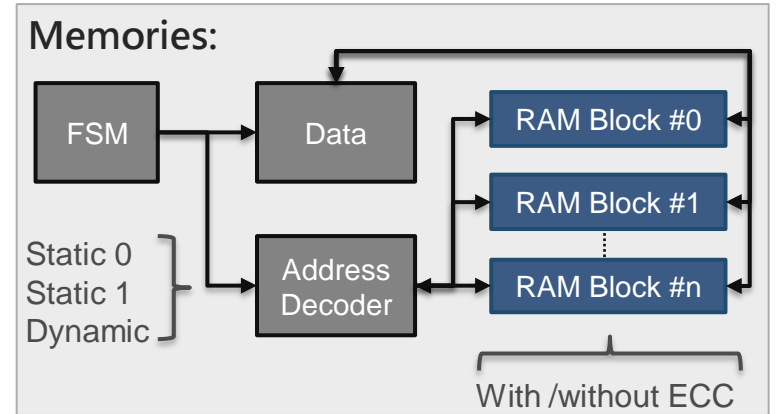 Memories:
FSM
Data
RAM Block #0
RAM Block #1
Static 0
Static 1
Dynamic
Address
Decoder
RAM Block #n
With /without ECC